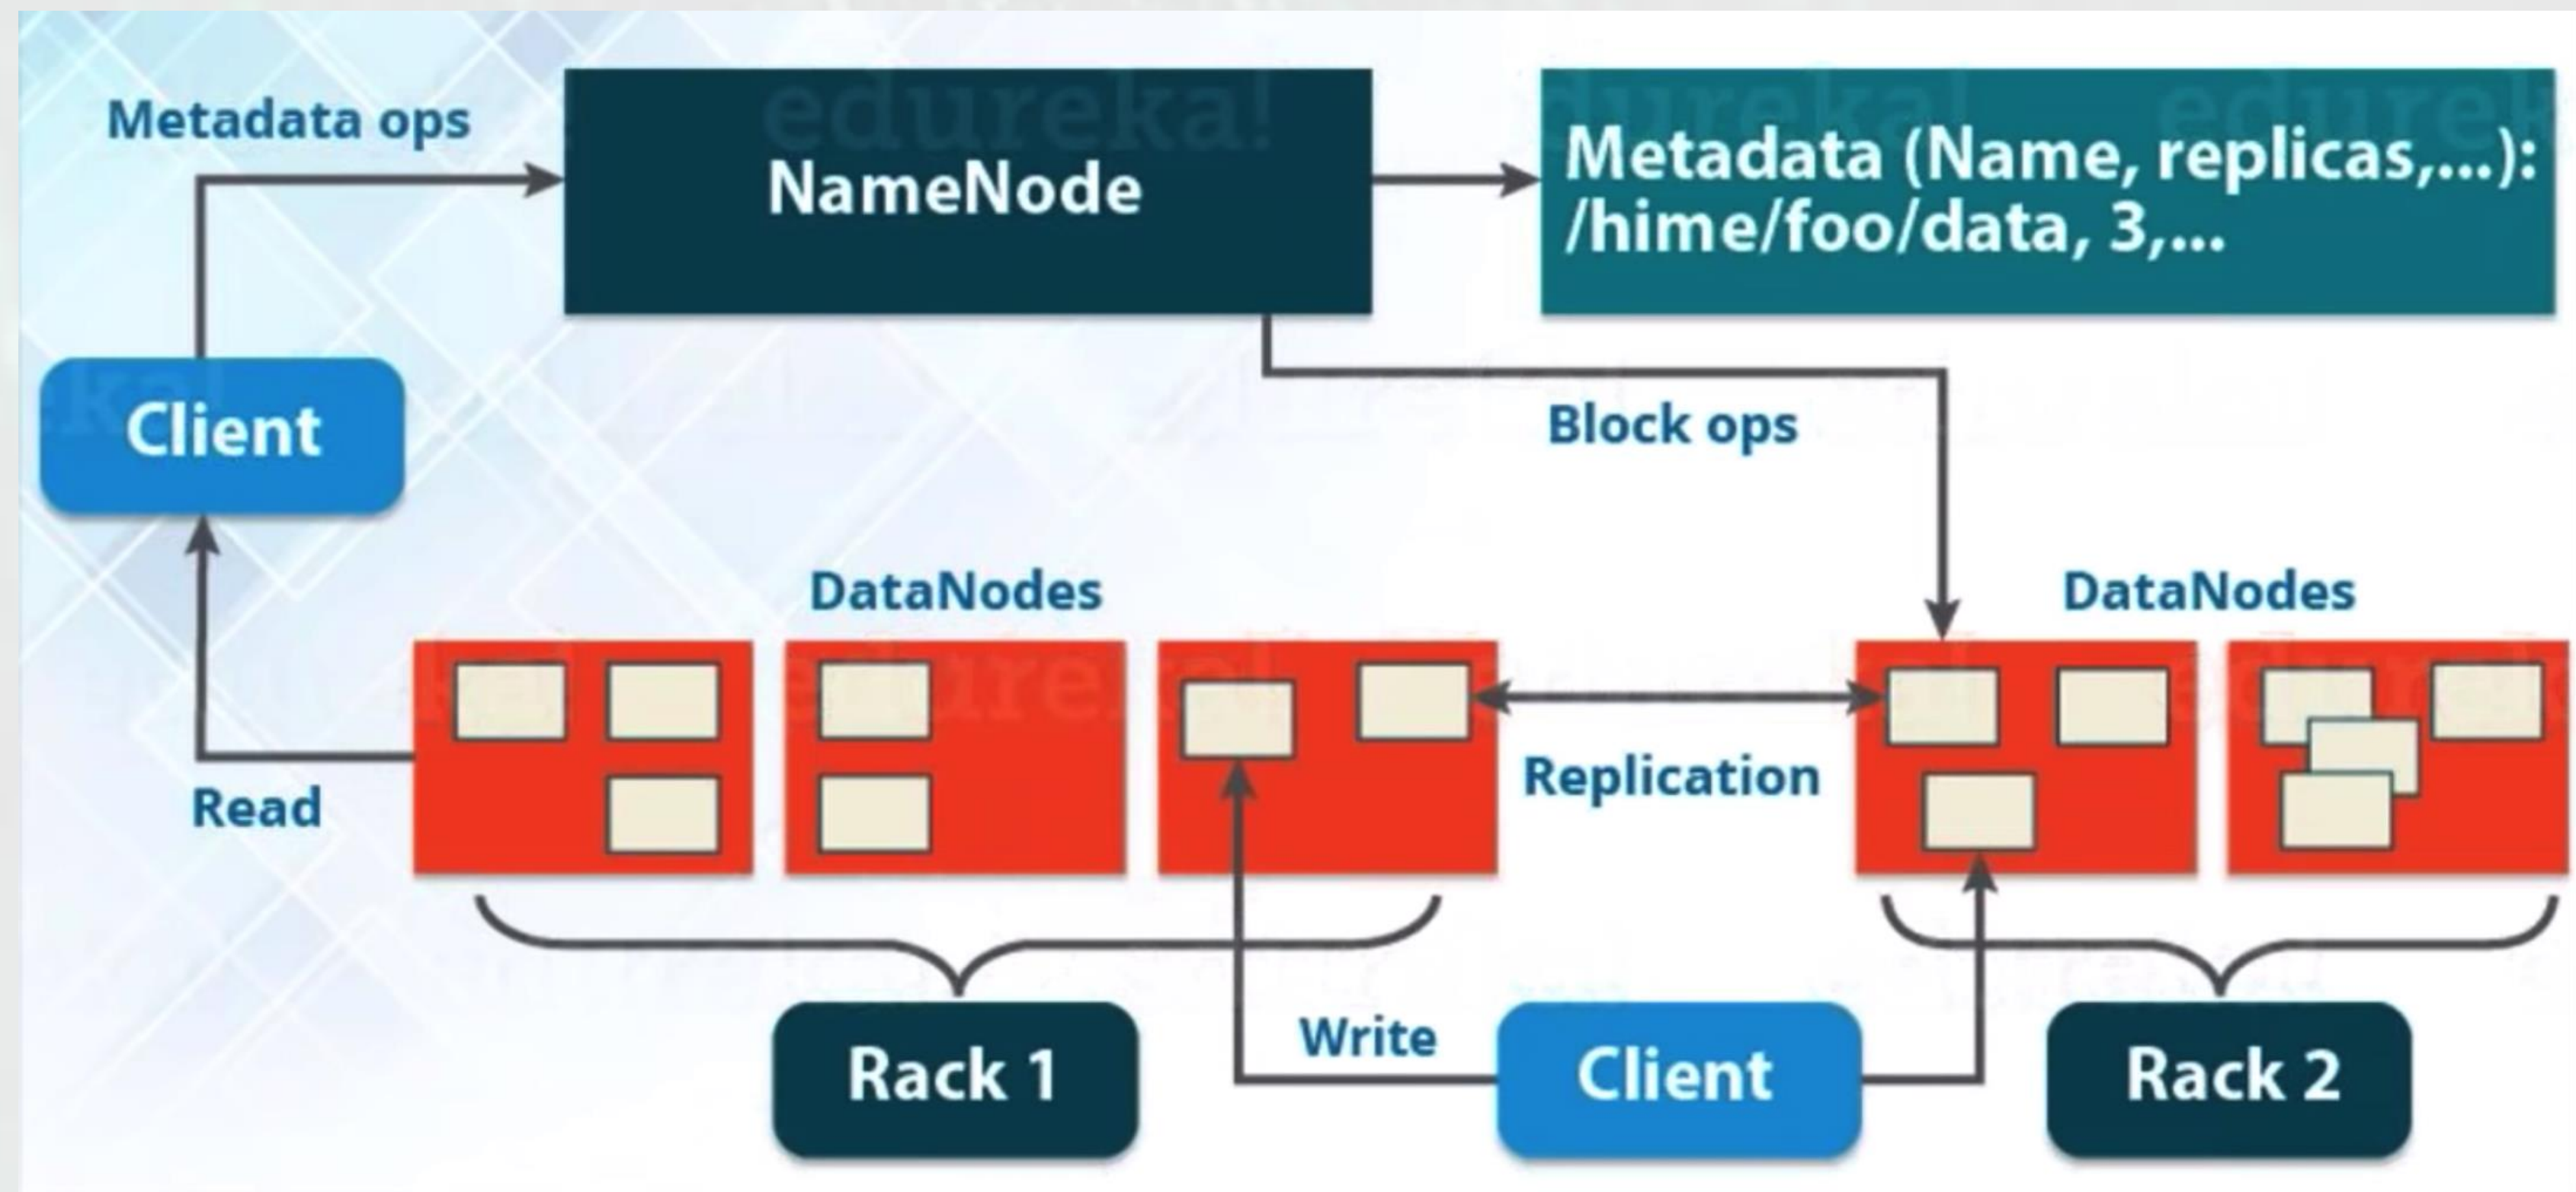 Metadata ops
edureka!
NameNode
Metadata (Name, replicas,...):
/hime/foo/data, 3,...
Client
Block ops
DataNodes
DataNodes
Replication
Read
Rack 1
Write
Client
Rack 2